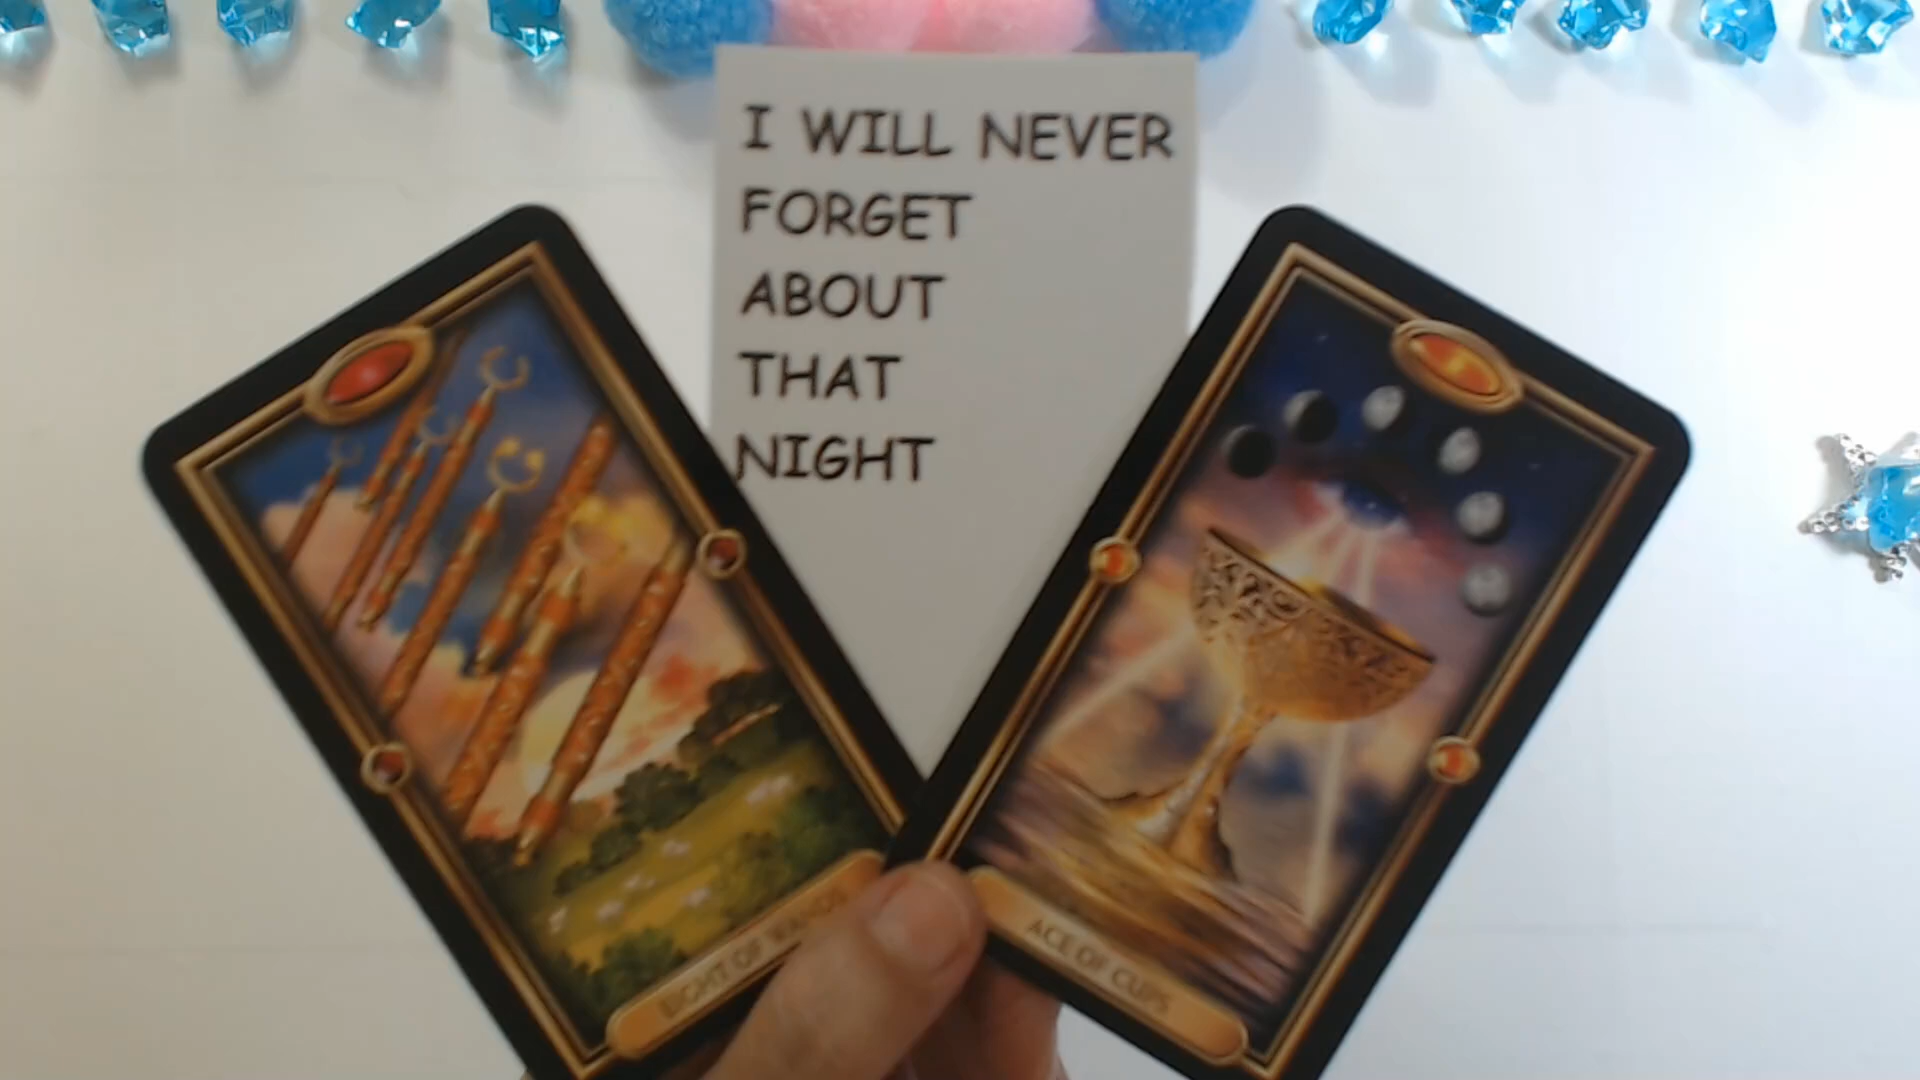 I WILL NEVER
FORGET
ABOUT
THAT
NIGHT
EIGHT OF WANDS
ACE OF CUPS